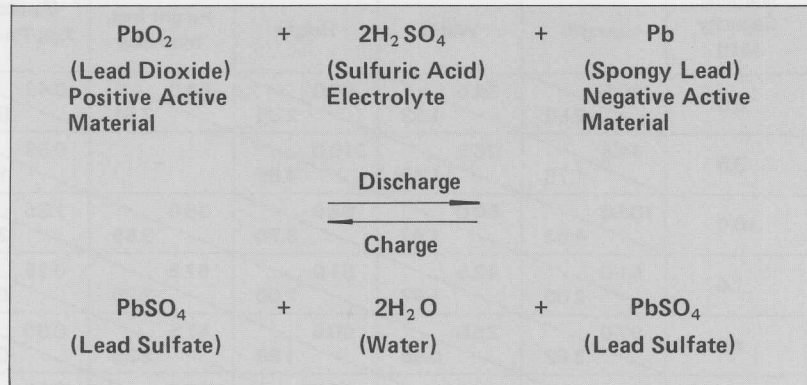 PbO₂ + 2H₂SO₄ + Pb
(Lead Dioxide) (Sulfuric Acid) (Spongy Lead)
Positive Active Electrolyte Negative Active
Material Material
Discharge
Charge
PbSO₄ + 2H₂O + PbSO₄
(Lead Sulfate) (Water) (Lead Sulfate)